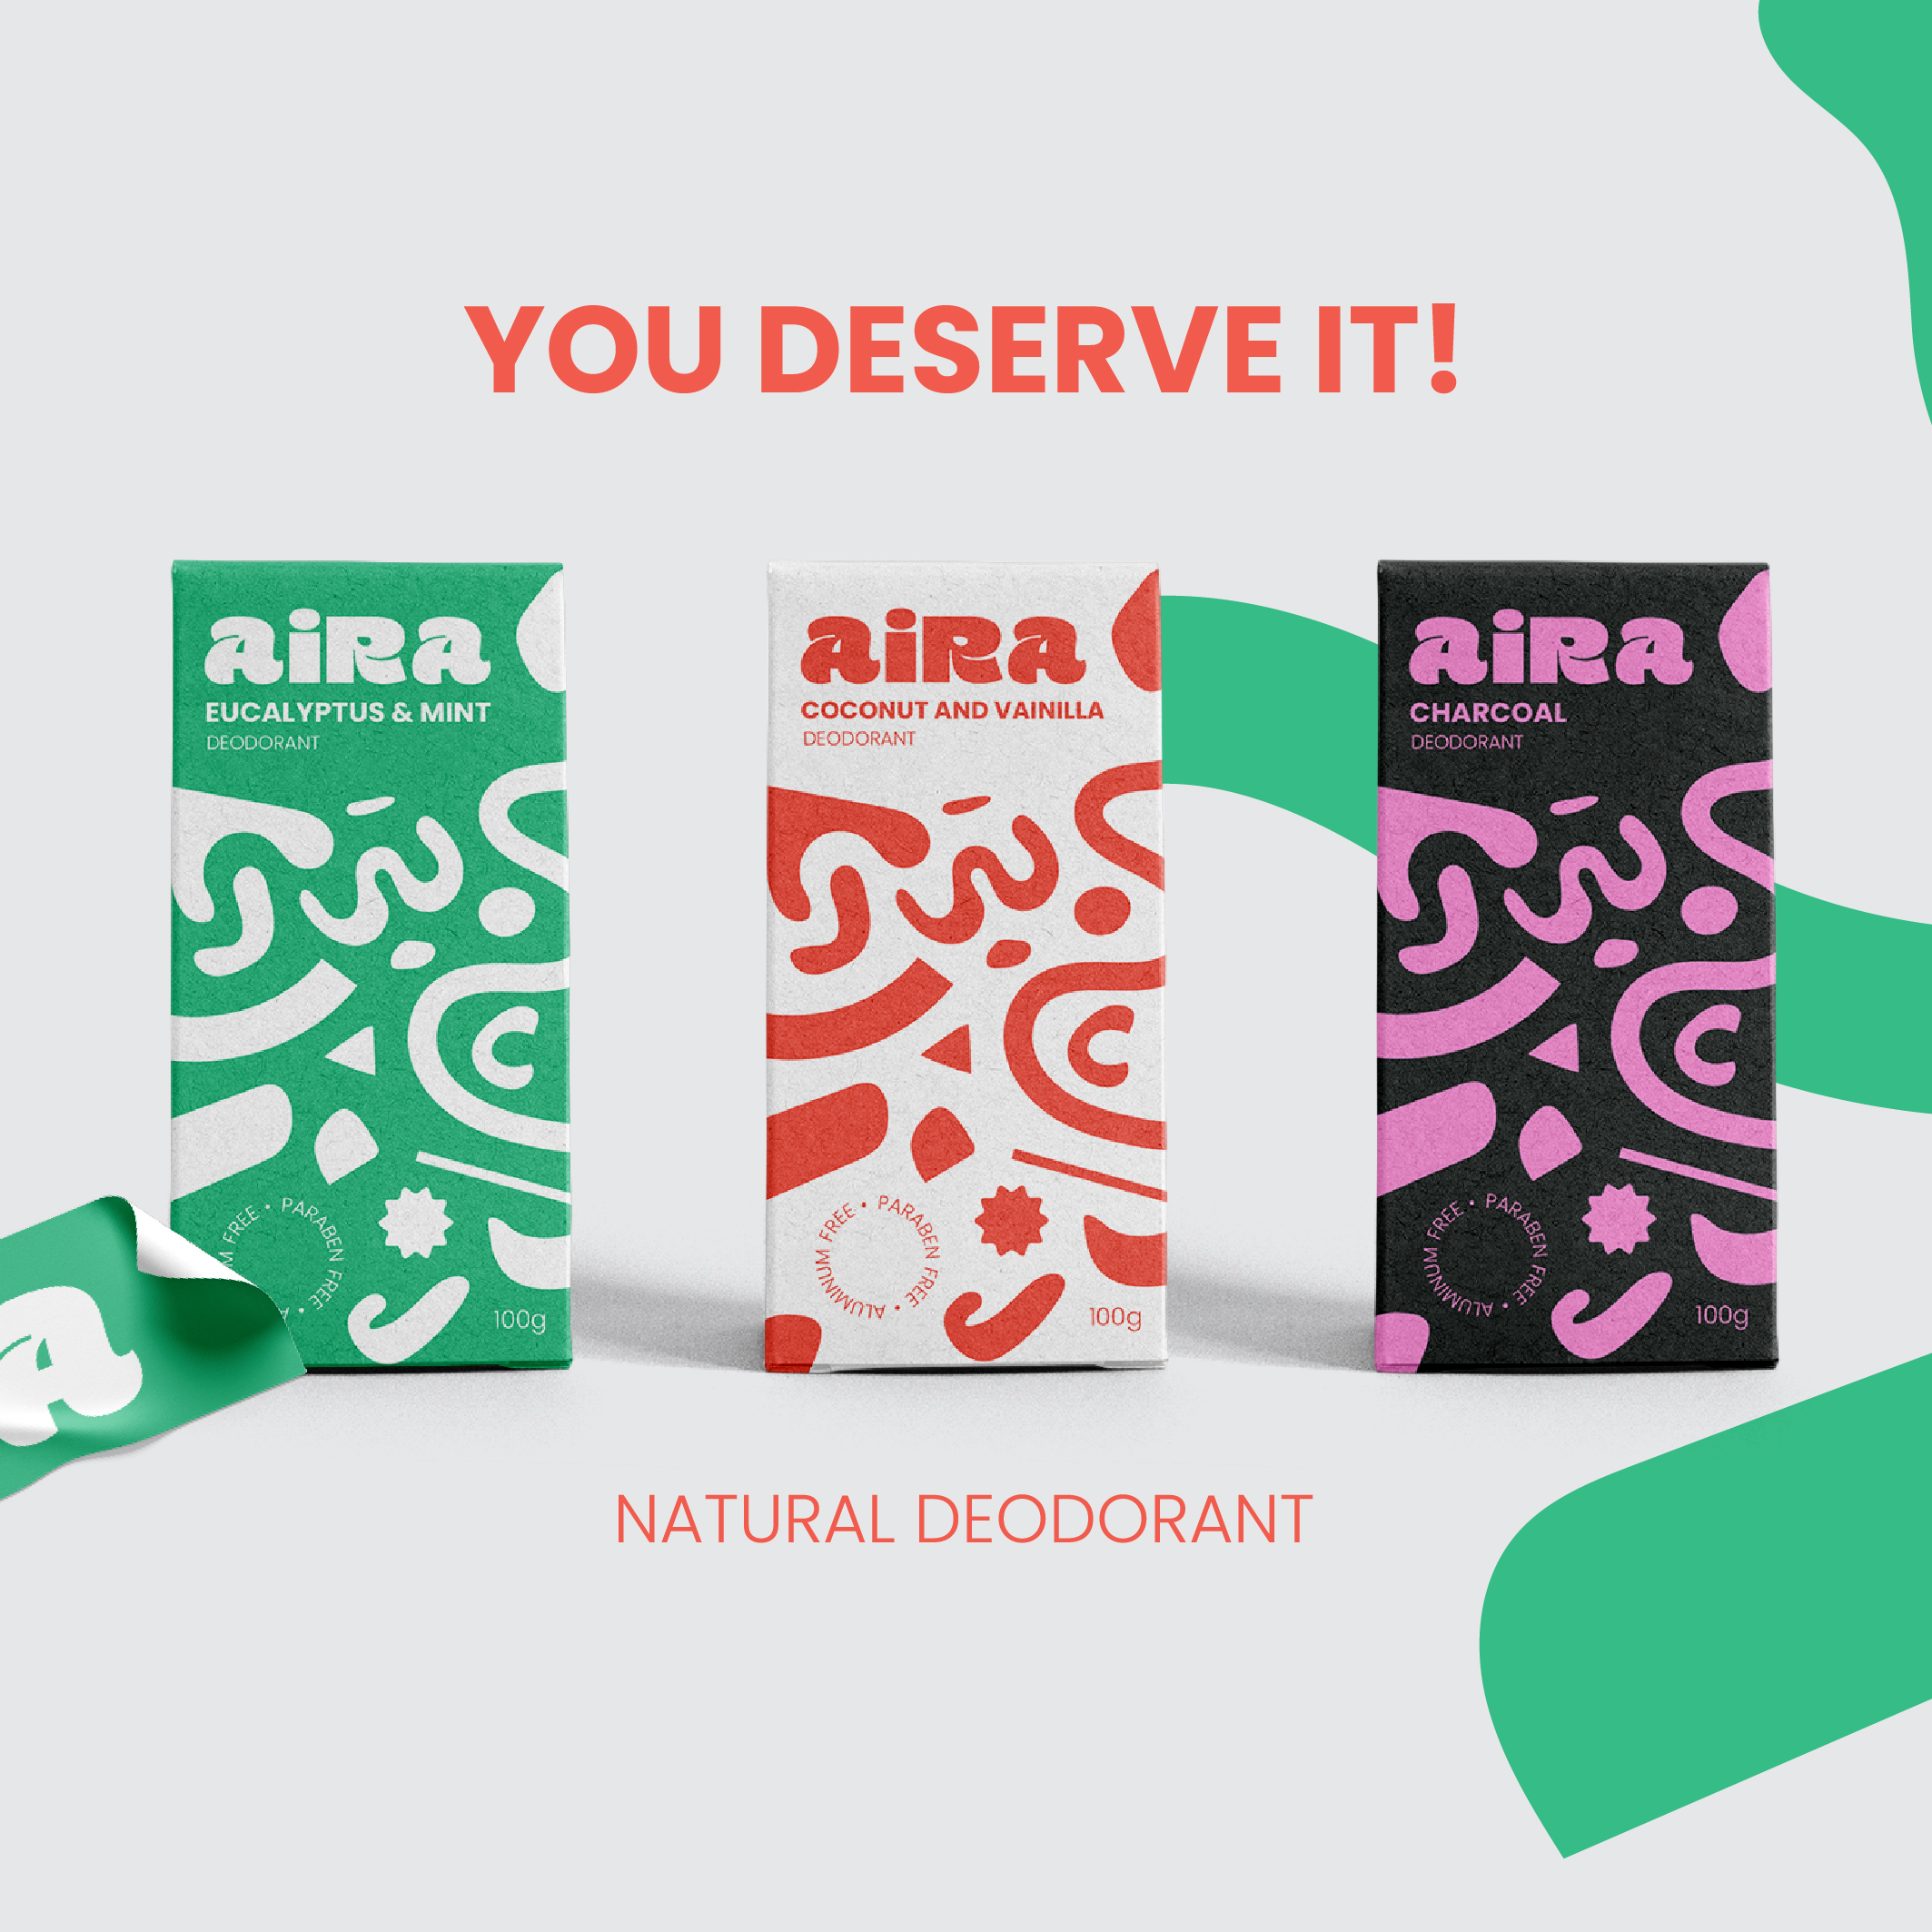 YOU DESERVE IT!
aiRa
EUCALYPTUS & MINT
DEODORANT
FREE • PARABEN FREE •
100g
aiRa
COCONUT AND VAINILLA
DEODORANT
ALUMINUM FREE • PARABEN FREE •
100g
aiRa
CHARCOAL
DEODORANT
ALUMINUM FREE • PARABEN FREE •
100g
a
NATURAL DEODORANT